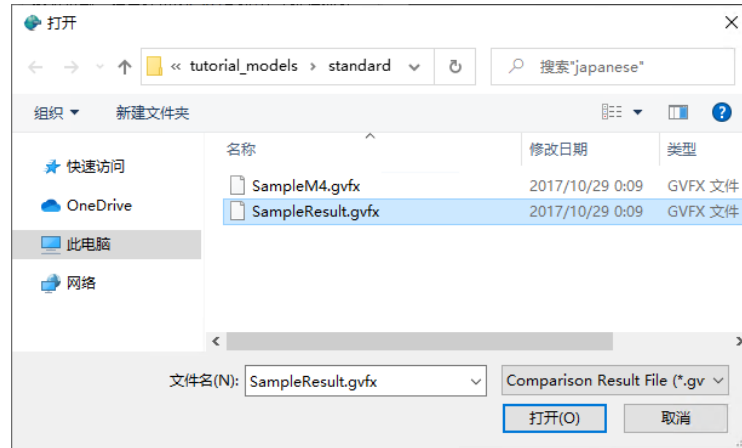 打开
« tutorial_models › standard
搜索"japanese"
组织 新建文件夹
名称 修改日期 类型
快速访问
OneDrive
此电脑
网络
SampleM4.gvfx 2017/10/29 0:09 GVFX 文件
SampleResult.gvfx 2017/10/29 0:09 GVFX 文件
文件名(N): SampleResult.gvfx Comparison Result File (*.gv
打开(O) 取消